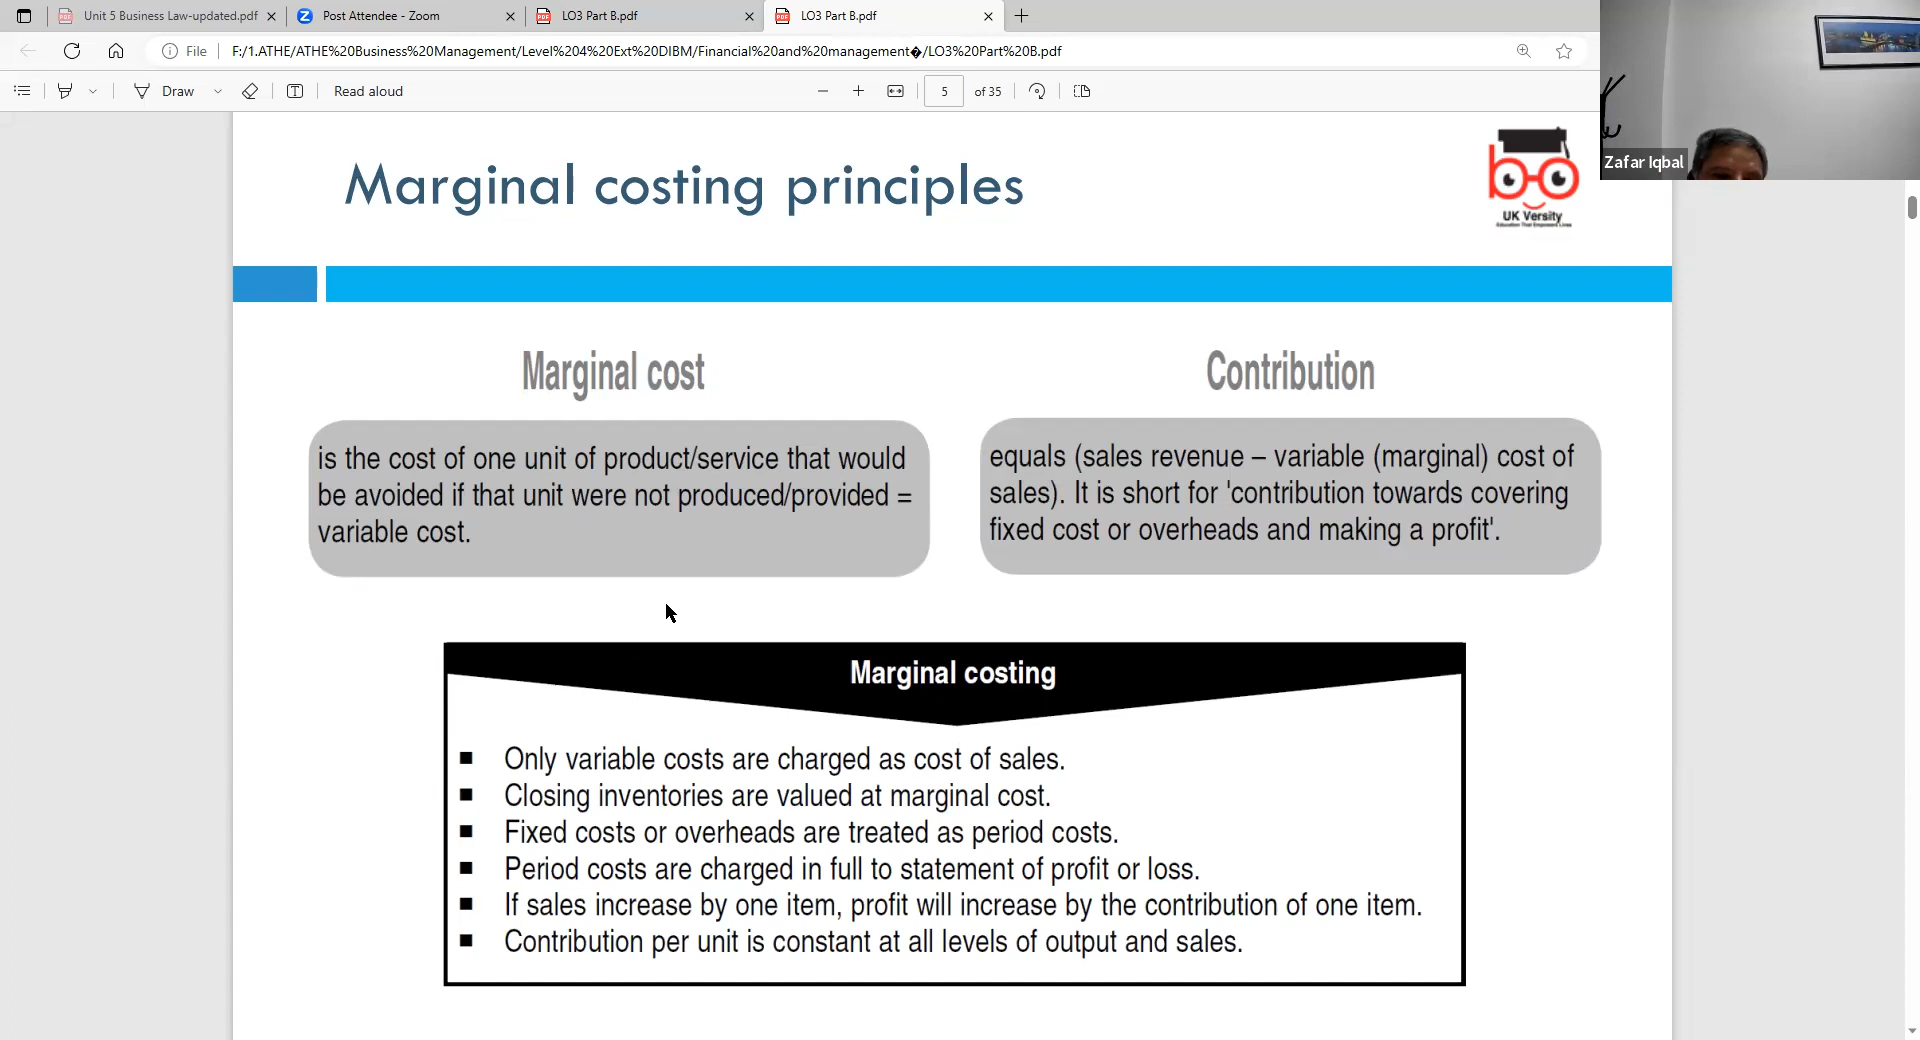 Unit 5 Business Law-updated.pdf
Post Attendee - Zoom
LO3 Part B.pdf
LO3 Part B.pdf
File
F:/1.ATHE/ATHE%20Business%20Management/Level%204%20Ext%20DIBM/Financial%20and%20management�/LO3%20Part%20B.pdf
Draw
Read aloud
5
of 35
Zafar Iqbal
Marginal costing principles
UK Versity
Education That Empowers Lives
Marginal cost
is the cost of one unit of product/service that would
be avoided if that unit were not produced/provided =
variable cost.
Contribution
equals (sales revenue – variable (marginal) cost of
sales). It is short for 'contribution towards covering
fixed cost or overheads and making a profit'.
Marginal costing
Only variable costs are charged as cost of sales.
Closing inventories are valued at marginal cost.
Fixed costs or overheads are treated as period costs.
Period costs are charged in full to statement of profit or loss.
If sales increase by one item, profit will increase by the contribution of one item.
Contribution per unit is constant at all levels of output and sales.